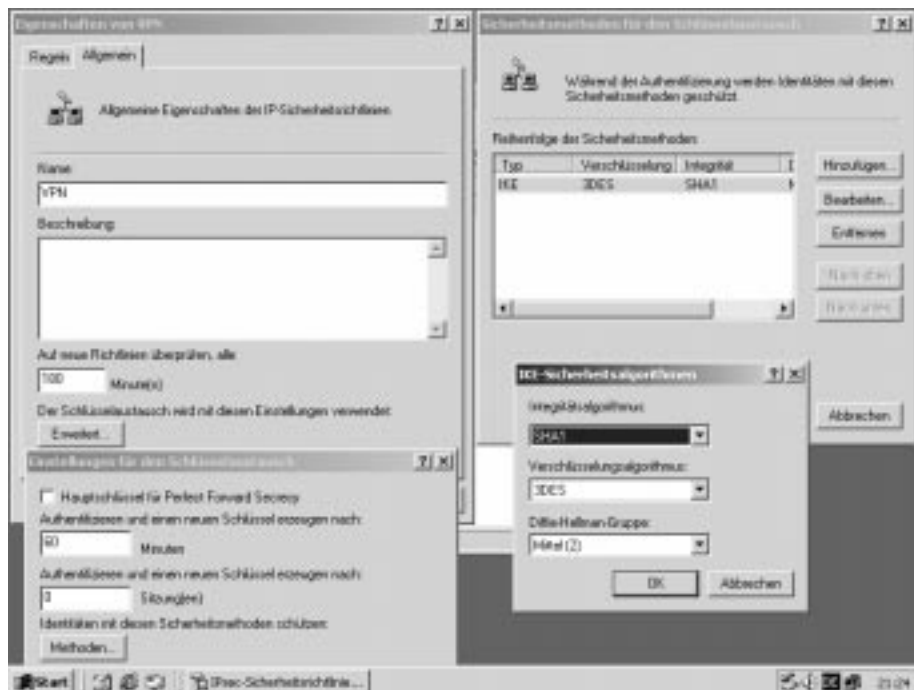 Eigenschaften von VPN
Regeln Allgemein
Allgemeine Eigenschaften des IP-Sicherheitsrichtlinien
Name:
VPN
Beschreibung:
Auf neue Richtlinien überprüfen, alle
180
Minute(n)
Der Schlüsselaustausch wird mit diesen Einstellungen verwendet:
Erweitert...
Einstellungen für den Schlüsselaustausch
Hauptschlüssel für Perfect Forward Secrecy
Authentifizieren und einen neuen Schlüssel erzeugen nach:
60
Minuten
Authentifizieren und einen neuen Schlüssel erzeugen nach:
Sitzung(en)
Identitäten mit diesen Sicherheitsmethoden schützen:
Methoden...
Sicherheitsmethoden für den Schlüsselaustausch
Während der Authentifizierung werden Identitäten mit diesen
Sicherheitsmethoden geschützt.
Reihenfolge der Sicherheitsmethoden
Typ Verschlüsselung Integrität
IKE 3DES SHA1
Hinzufügen...
Bearbeiten...
Entfernen
Nach oben
Nach unten
Abbrechen
IKE-Sicherheitsalgorithmen
Integritätsalgorithmus:
SHA1
Verschlüsselungsalgorithmus:
3DES
Diffie-Hellman-Gruppe:
Mittel (2)
OK Abbrechen
Start IPsec-Sicherheitsrichtlinie... 21:24